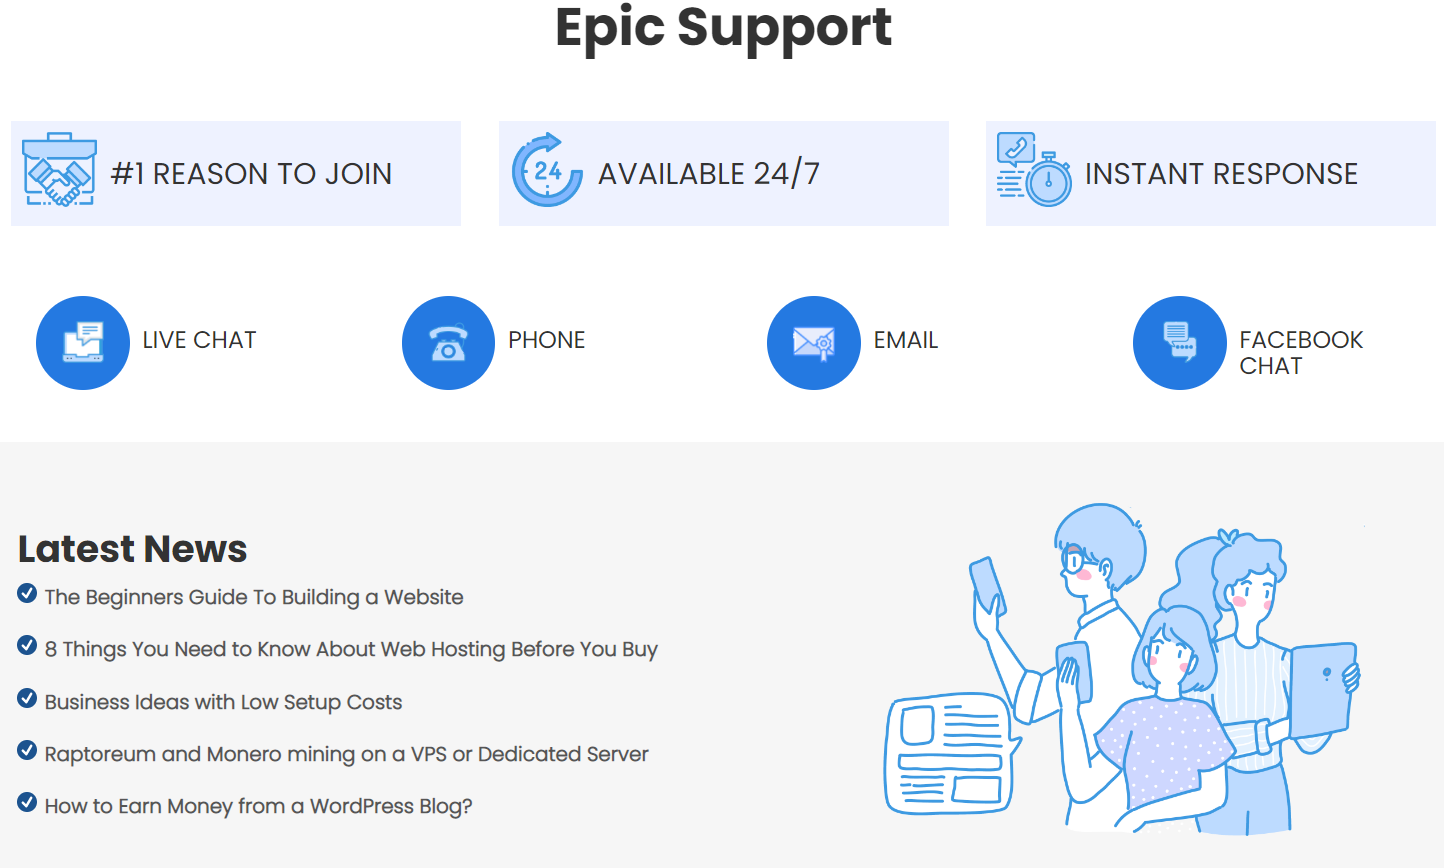 Epic Support
#1 REASON TO JOIN
24
AVAILABLE 24/7
INSTANT RESPONSE
LIVE CHAT
PHONE
EMAIL
FACEBOOK
CHAT
Latest News
The Beginners Guide To Building a Website
8 Things You Need to Know About Web Hosting Before You Buy
Business Ideas with Low Setup Costs
Raptoreum and Monero mining on a VPS or Dedicated Server
How to Earn Money from a WordPress Blog?